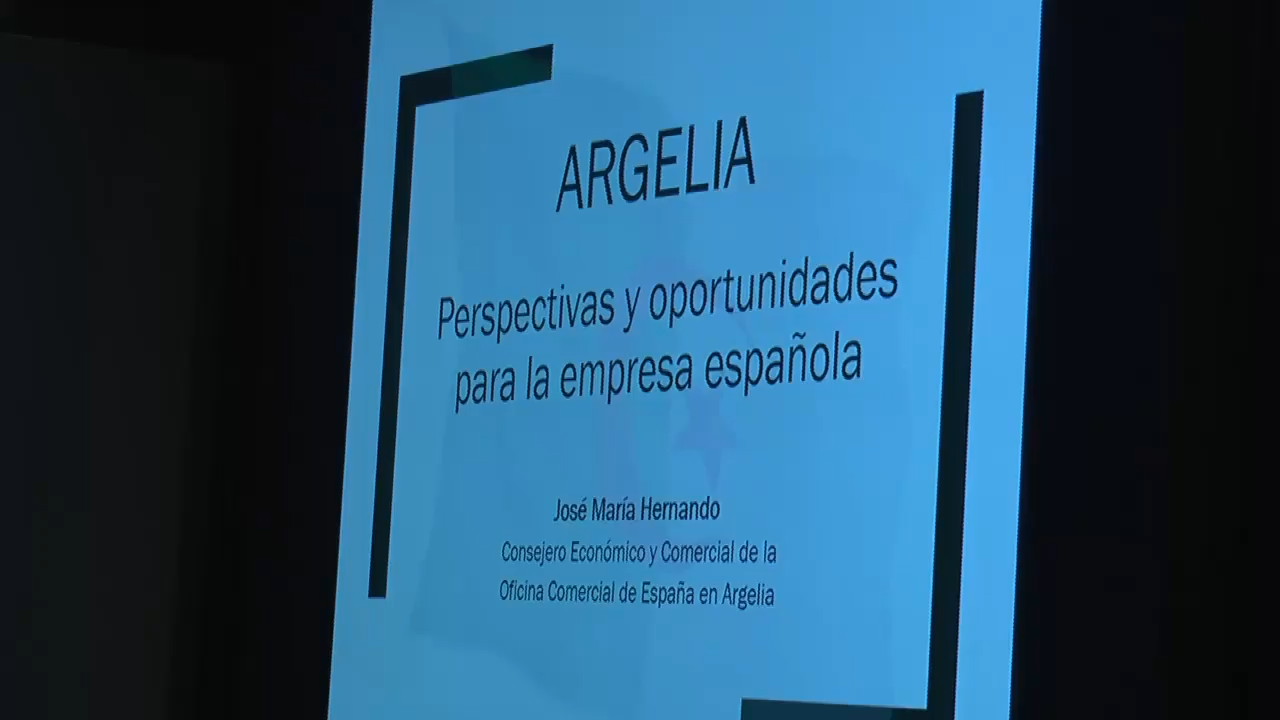 ARGELIA
Perspectivas y oportunidades
para la empresa española
José María Hernando
Consejero Económico y Comercial de la
Oficina Comercial de España en Argelia